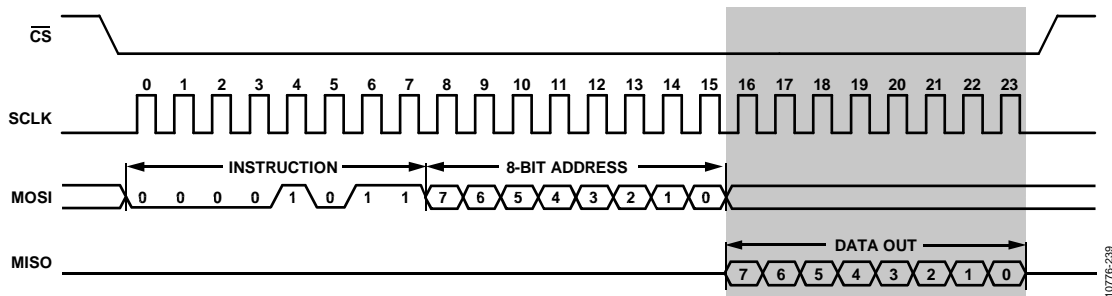 CS
0 1 2 3 4 5 6 7 8 9 10 11 12 13 14 15 16 17 18 19 20 21 22 23
SCLK
INSTRUCTION 8-BIT ADDRESS
MOSI 0 0 0 0 1 0 1 1 7 6 5 4 3 2 1 0
DATA OUT
MISO 7 6 5 4 3 2 1 0
10776-239